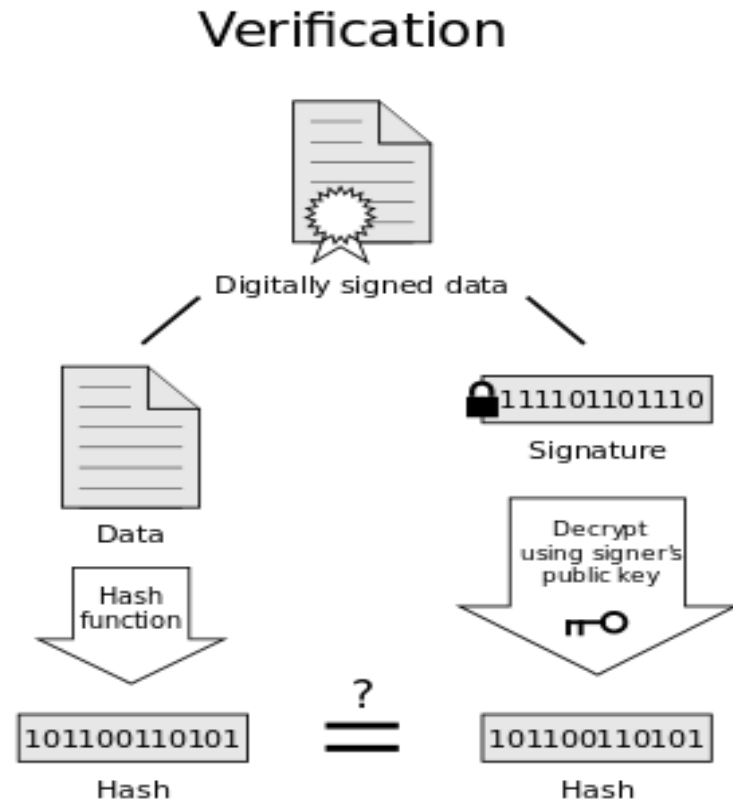 Verification
Digitally signed data
111101101110
Signature
Data
Decrypt
using signer's
public key
Hash
function
?
=
101100110101
101100110101
Hash
Hash